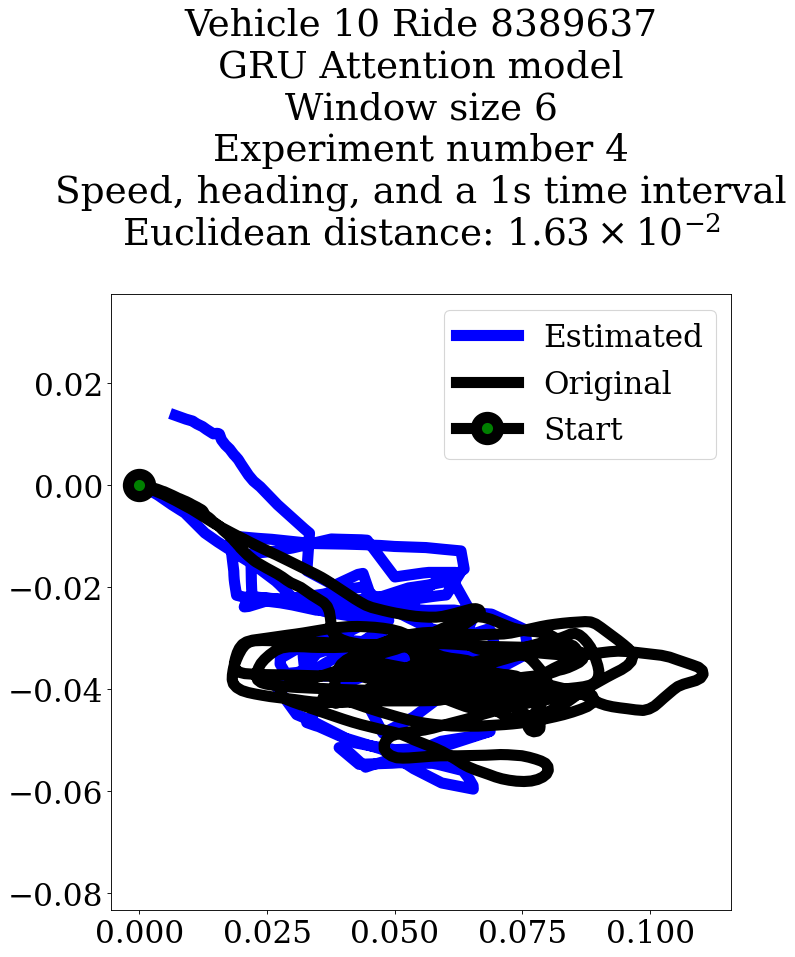 Vehicle 10 Ride 8389637
GRU Attention model
Window size 6
Experiment number 4
Speed, heading, and a 1s time interval
Euclidean distance: 1.63 × 10⁻²
Estimated
Original
Start
0.02
0.00
−0.02
−0.04
−0.06
−0.08
0.000 0.025 0.050 0.075 0.100